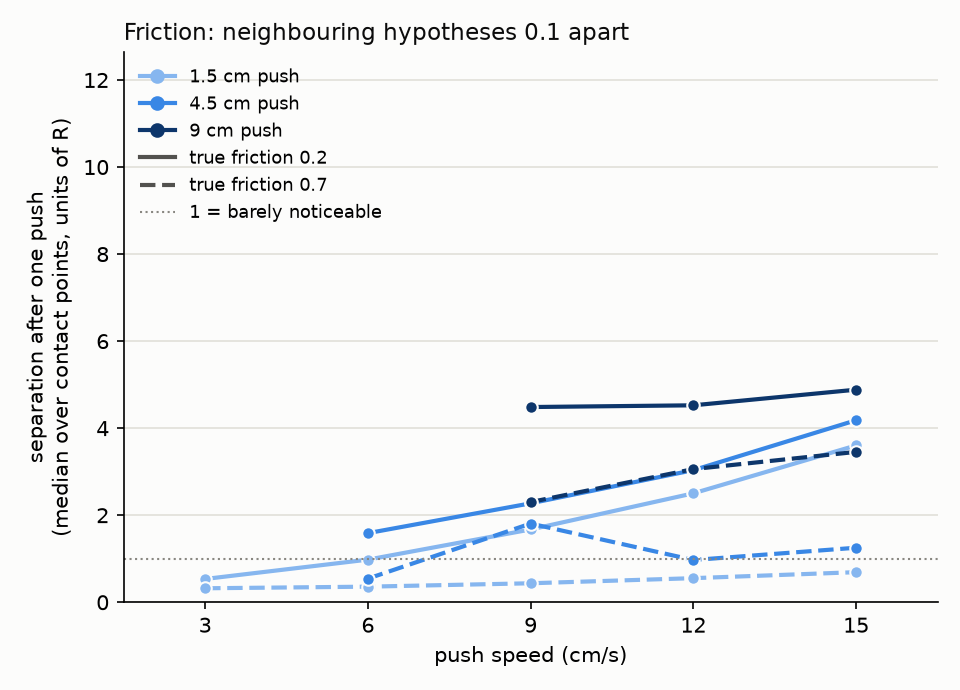 Friction: neighbouring hypotheses 0.1 apart
separation after one push
(median over contact points, units of R)
12
10
8
6
4
2
0
1.5 cm push
4.5 cm push
9 cm push
true friction 0.2
true friction 0.7
1 = barely noticeable
3
6
9
12
15
push speed (cm/s)